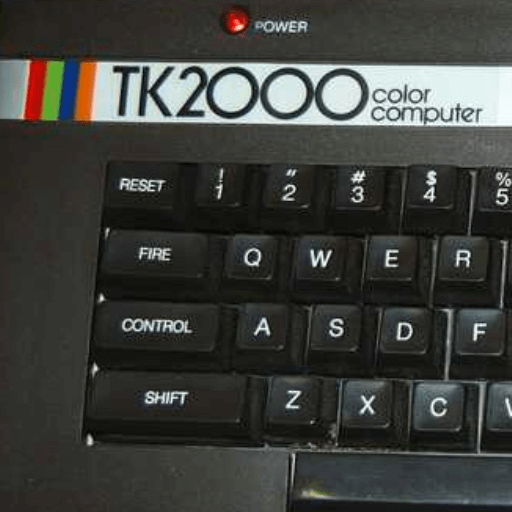 POWER
TK2000 color computer
RESET ! 1 " 2 # 3 $ 4 % 5
FIRE Q W E R
CONTROL A S D F
SHIFT Z X C